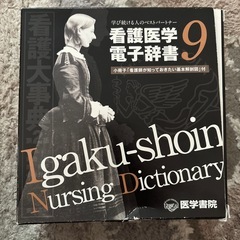 学び続ける人のベストパートナー
看護医学
電子辞書9
小冊子「看護師が知っておきたい基本解剖図」付
Igaku-shoin
Nursing Dictionary
医学書院